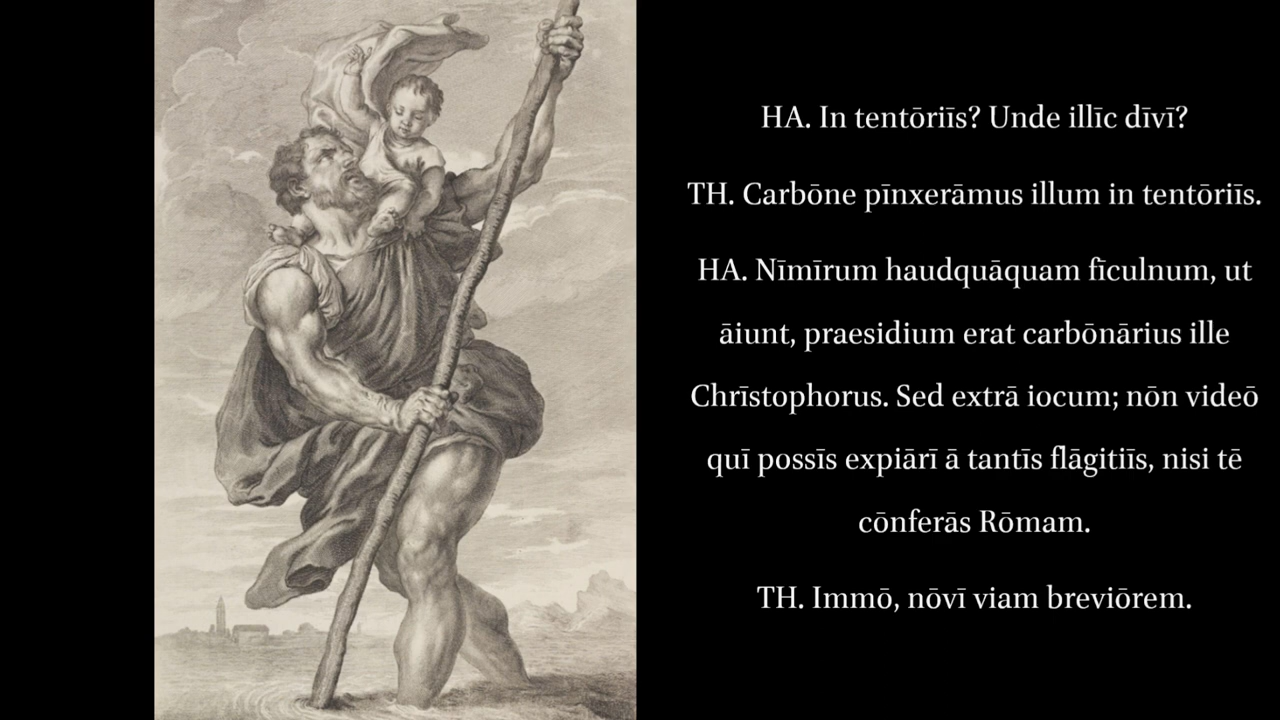 HA. In tentōriīs? Unde illīc dīvī?
TH. Carbōne pīnxerāmus illum in tentōriīs.
HA. Nīmīrum haudquāquam fīculnum, ut
āiunt, praesidium erat carbōnārius ille
Chrīstophorus. Sed extrā iocum; nōn videō
quī possīs expiārī ā tantīs flāgitiīs, nisi tē
cōnferās Rōmam.
TH. Immō, nōvī viam breviōrem.